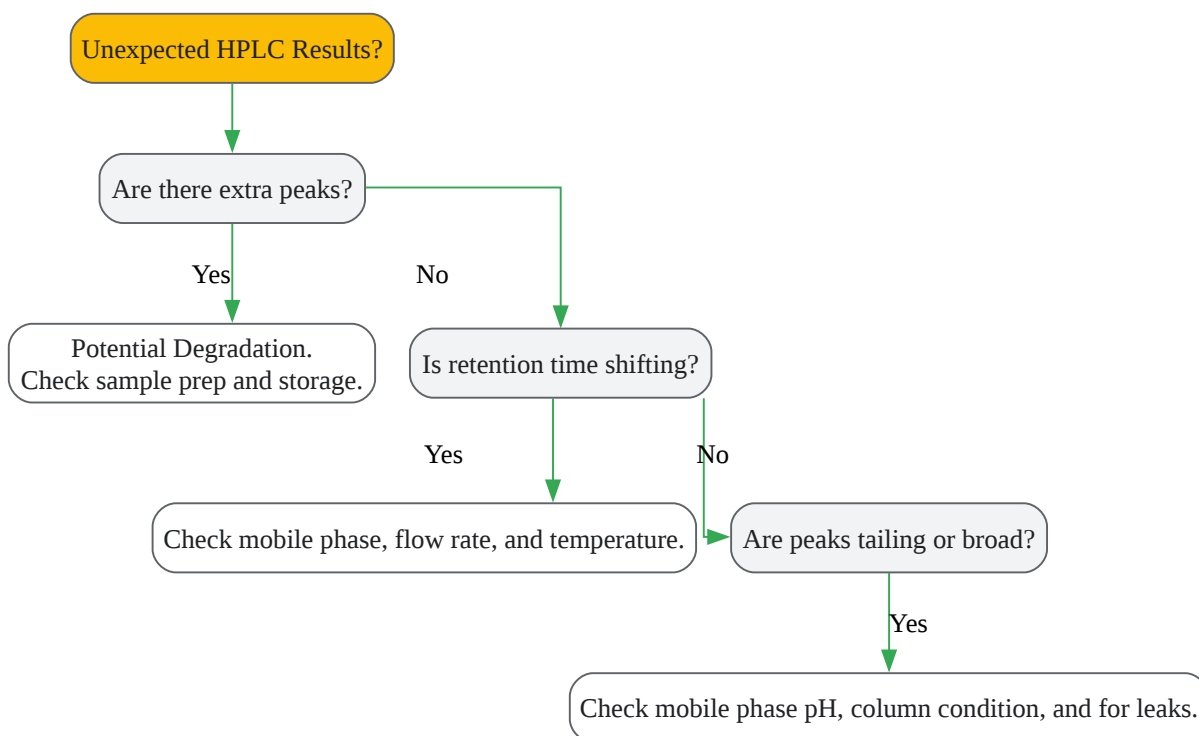 Unexpected HPLC Results?
Are there extra peaks?
Yes
No
Potential Degradation.
Check sample prep and storage.
Is retention time shifting?
Yes
No
Check mobile phase, flow rate, and temperature.
Are peaks tailing or broad?
Yes
Check mobile phase pH, column condition, and for leaks.